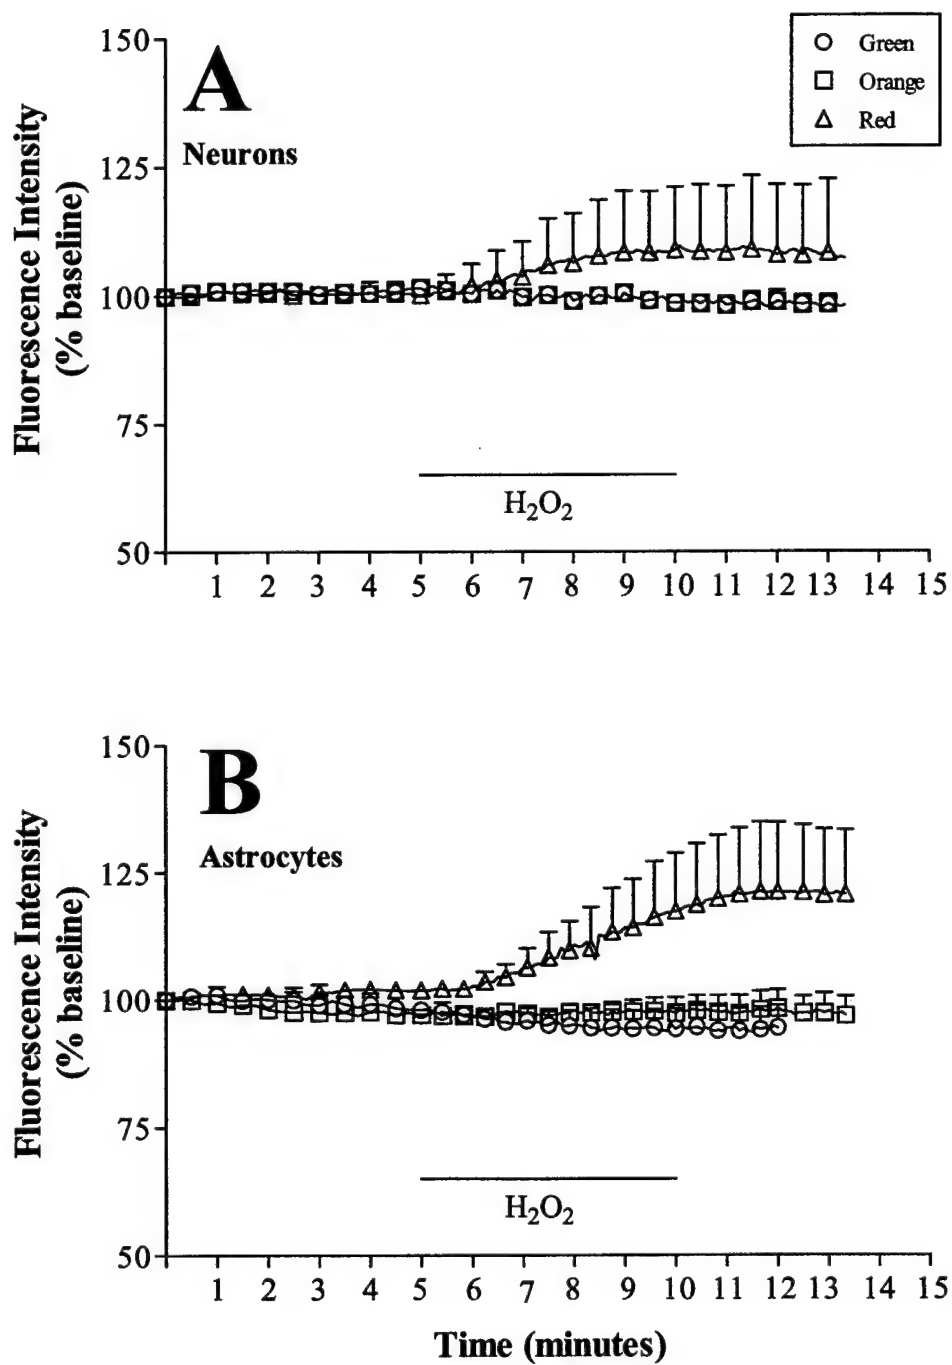 Green
Orange
Red
A
Neurons
Fluorescence Intensity
(% baseline)
150
125
100
75
50
H₂O₂
1 2 3 4 5 6 7 8 9 10 11 12 13 14 15
B
Astrocytes
Fluorescence Intensity
(% baseline)
150
125
100
75
50
H₂O₂
1 2 3 4 5 6 7 8 9 10 11 12 13 14 15
Time (minutes)